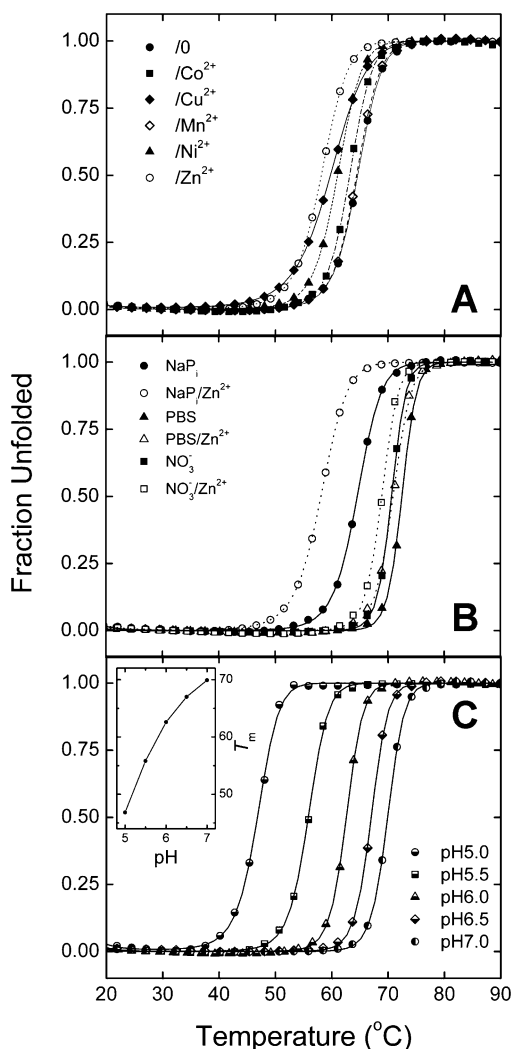 1.00
0.75
0.50
0.25
0.00
/0
/Co²⁺
/Cu²⁺
/Mn²⁺
/Ni²⁺
/Zn²⁺
A
1.00
0.75
0.50
0.25
0.00
NaPᵢ
NaPᵢ/Zn²⁺
PBS
PBS/Zn²⁺
NO₃⁻
NO₃⁻/Zn²⁺
B
Fraction Unfolded
1.00
0.75
0.50
0.25
0.00
70
60
50
Tm
5 6 7
pH
C
pH5.0
pH5.5
pH6.0
pH6.5
pH7.0
20 30 40 50 60 70 80 90
Temperature (°C)